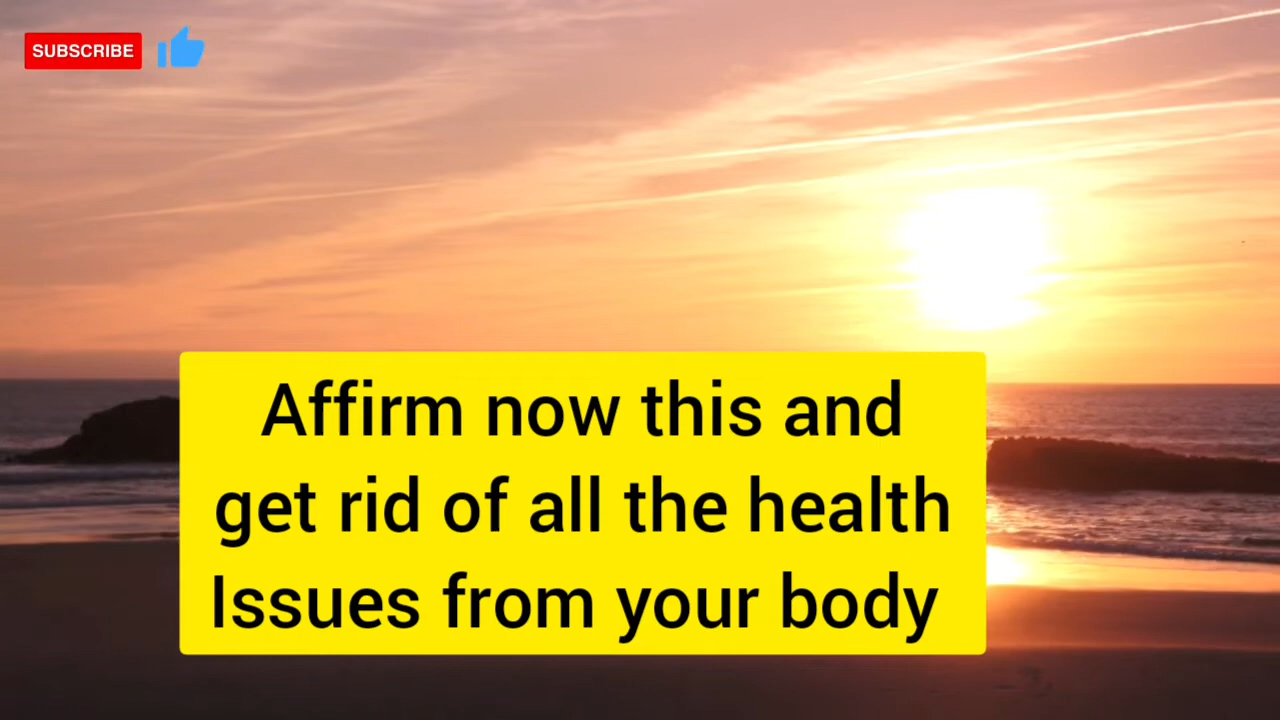 SUBSCRIBE
Affirm now this and
get rid of all the health
Issues from your body